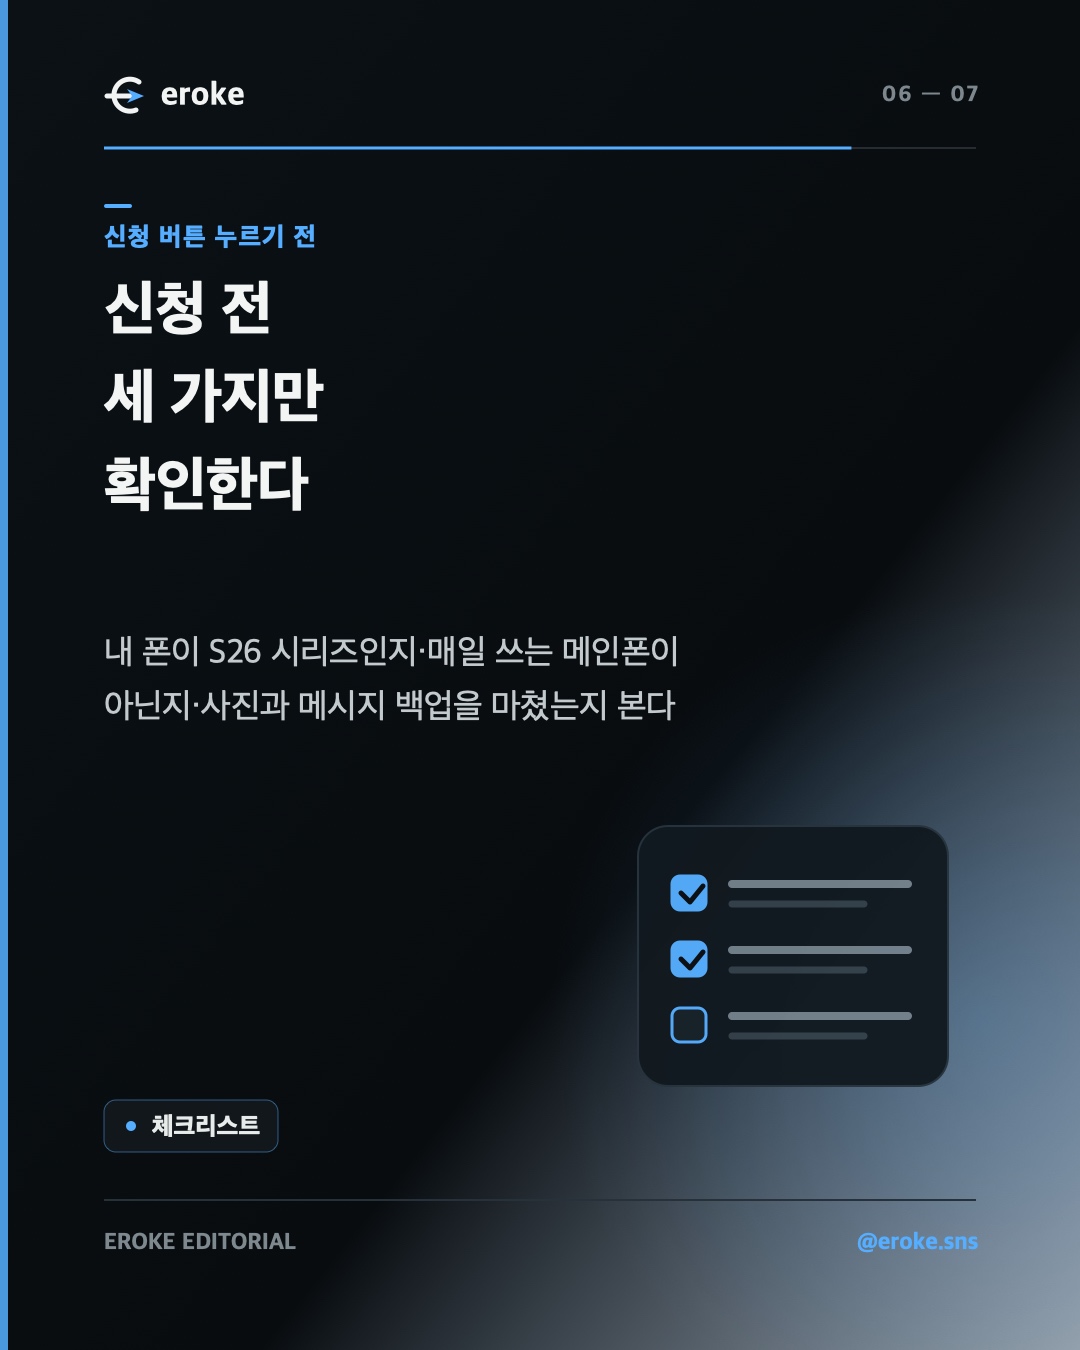 eroke
06 — 07
신청 버튼 누르기 전
신청 전
세 가지만
확인한다
내 폰이 S26 시리즈인지·매일 쓰는 메인폰이
아닌지·사진과 메시지 백업을 마쳤는지 본다
체크리스트
EROKE EDITORIAL
@eroke.sns